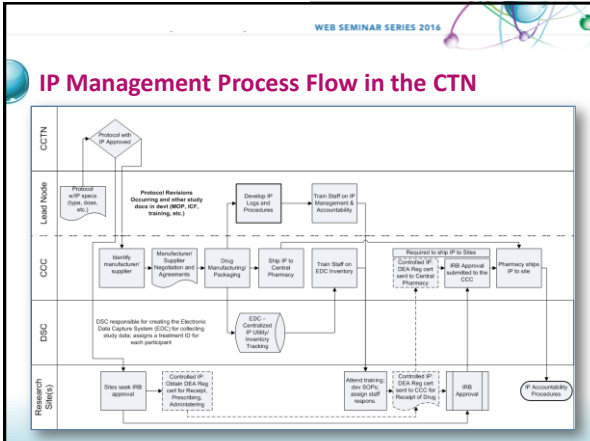 WEB SEMINAR SERIES 2016
IP Management Process Flow in the CTN
CCTN
Protocol with
IP Approved
Lead Node
Protocol
w/IP specs
(type, dose,
etc.)
Protocol Revisions
Occurring and other study
docs in devt (MOP, ICF,
training, etc.)
Develop IP
Logs and
Procedures
Train Staff on
IP
Management &
Accountability
CCC
Identify
manufacturer/
supplier
Manufacturer/
Supplier
Negotiation and
Agreements
Drug
Manufacturing/
Packaging
Ship IP to
Central
Pharmacy
Train Staff on
EDC Inventory
Required to ship IP to Sites
Controlled IP:
DEA Reg cert
sent to Central
Pharmacy
IRB Approval
submitted to the
CCC
Pharmacy ships
IP to site
DSC
DSC responsible for creating the Electronic
Data Capture System (EDC) for collecting
study data; assigns a treatment ID for
each participant
EDC –
Centralized
IP Utility/
Inventory
Tracking
Research
Site(s)
Sites seek IRB
approval
Controlled IP:
Obtain DEA Reg
cert for Receipt,
Prescribing,
Administering
Attend training;
dev SOPs;
assign staff
respons.
Controlled IP:
DEA Reg cert
sent to CCC for
Receipt of Drug
IRB
Approval
IP Accountability
Procedures